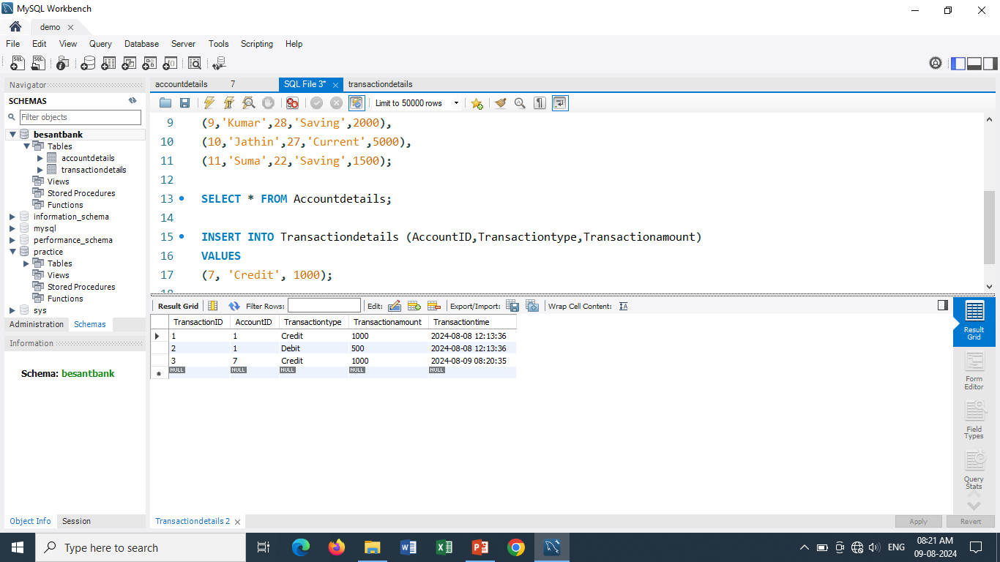 MySQL Workbench
demo
File Edit View Query Database Server Tools Scripting Help
Navigator
SCHEMAS
Filter objects
besantbank
Tables
accountdetails
transactiondetails
Views
Stored Procedures
Functions
information_schema
mysql
performance_schema
practice
Tables
Views
Stored Procedures
Functions
sys
Administration Schemas
Information
Schema: besantbank
Object Info Session
accountdetails 7 SQL File 3* transactiondetails
Limit to 50000 rows
9 (9,'Kumar',28,'Saving',2000),
10 (10,'Jathin',27,'Current',5000),
11 (11,'Suma',22,'Saving',1500);
12
13 SELECT * FROM Accountdetails;
14
15 INSERT INTO Transactiondetails (AccountID,Transactiontype,Transactionamount)
16 VALUES
17 (7, 'Credit', 1000);
Result Grid Filter Rows: Edit: Export/Import: Wrap Cell Content:
TransactionID AccountID Transactiontype Transactionamount Transactiontime
1 1 Credit 1000 2024-08-08 12:13:36
2 1 Debit 500 2024-08-08 12:13:36
3 7 Credit 1000 2024-08-09 08:20:35
NULL NULL NULL NULL NULL
Result
Grid
Form
Editor
Field
Types
Query
Stats
Transactiondetails 2
Apply Revert
Type here to search
ENG
08:21 AM
09-08-2024